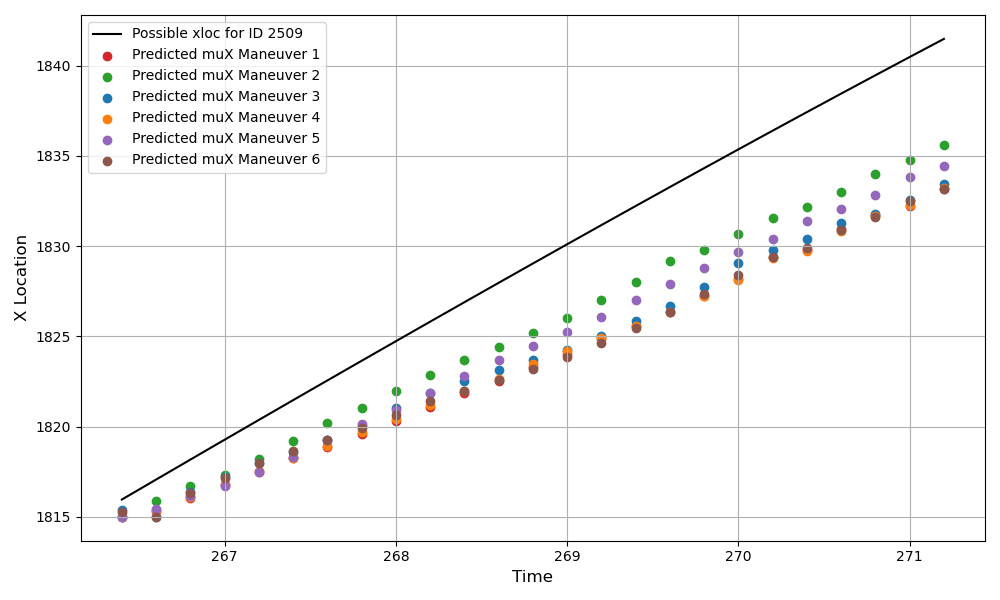 Possible xloc for ID 2509
Predicted muX Maneuver 1
Predicted muX Maneuver 2
Predicted muX Maneuver 3
Predicted muX Maneuver 4
Predicted muX Maneuver 5
Predicted muX Maneuver 6
1840
1835
1830
1825
1820
1815
X Location
267 268 269 270 271
Time